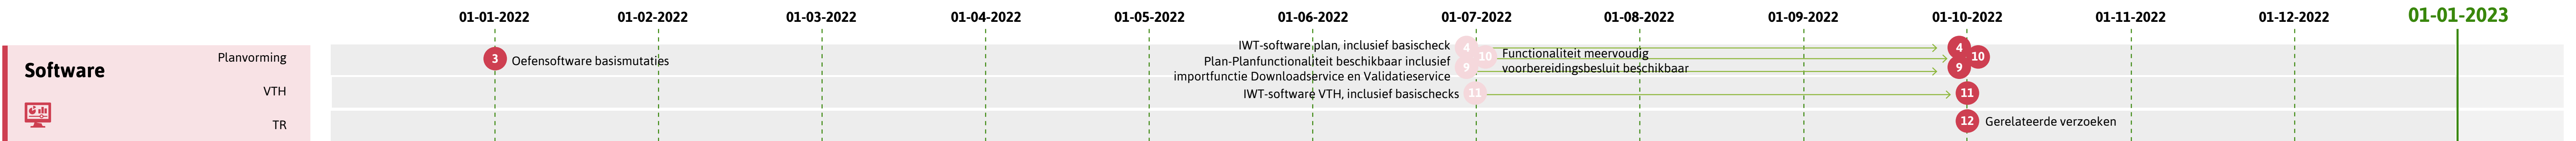 01-01-2022 01-02-2022 01-03-2022 01-04-2022 01-05-2022 01-06-2022 01-07-2022 01-08-2022 01-09-2022 01-10-2022 01-11-2022 01-12-2022 01-01-2023
Software
Planvorming
3 Oefensoftware basismutaties
IWT-software plan, inclusief basischeck 4
Plan-Planfunctionaliteit beschikbaar inclusief
importfunctie Downloadservice en Validatieservice 9
10 Functionaliteit meervoudig
voorbereidingsbesluit beschikbaar
4
10
9
VTH
IWT-software VTH, inclusief basischecks 11
11
TR
12 Gerelateerde verzoeken